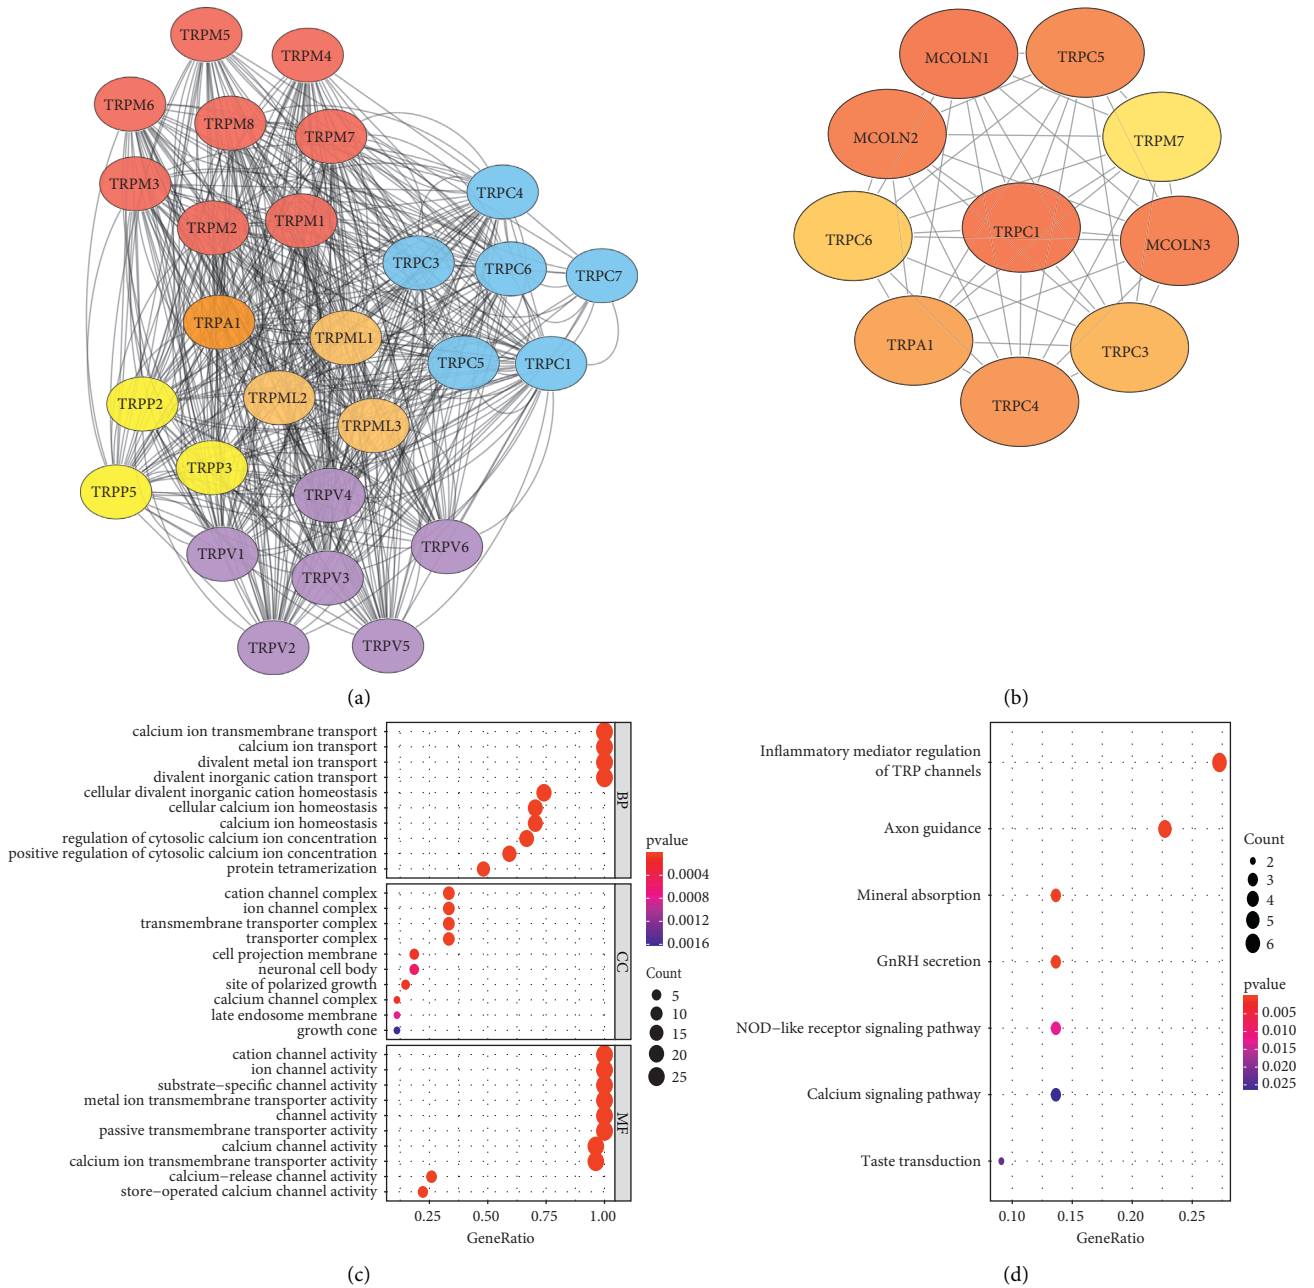 TRPM5
TRPM4
TRPM6
TRPM8
TRPM7
TRPM3
TRPM2
TRPM1
TRPC4
TRPC3
TRPC6
TRPC7
TRPA1
TRPML1
TRPC5
TRPC1
TRPP2
TRPML2
TRPML3
TRPP3
TRPP5
TRPV4
TRPV1
TRPV6
TRPV3
TRPV2
TRPV5
(a)
MCOLN1
TRPC5
MCOLN2
TRPM7
TRPC6
TRPC1
MCOLN3
TRPA1
TRPC3
TRPC4
(b)
calcium ion transmembrane transport
calcium ion transport
divalent metal ion transport
divalent inorganic cation transport
cellular divalent inorganic cation homeostasis
cellular calcium ion homeostasis
calcium ion homeostasis
regulation of cytosolic calcium ion concentration
positive regulation of cytosolic calcium ion concentration
protein tetramerization
BP
cation channel complex
ion channel complex
transmembrane transporter complex
transporter complex
cell projection membrane
neuronal cell body
site of polarized growth
calcium channel complex
late endosome membrane
growth cone
CC
cation channel activity
ion channel activity
substrate−specific channel activity
metal ion transmembrane transporter activity
channel activity
passive transmembrane transporter activity
calcium channel activity
calcium ion transmembrane transporter activity
calcium−release channel activity
store−operated calcium channel activity
MF
0.25 0.50 0.75 1.00
GeneRatio
pvalue
0.0004
0.0008
0.0012
0.0016
Count
5
10
15
20
25
(c)
Inflammatory mediator regulation
of TRP channels
Axon guidance
Mineral absorption
GnRH secretion
NOD−like receptor signaling pathway
Calcium signaling pathway
Taste transduction
0.10 0.15 0.20 0.25
GeneRatio
Count
2
3
4
5
6
pvalue
0.005
0.010
0.015
0.020
0.025
(d)